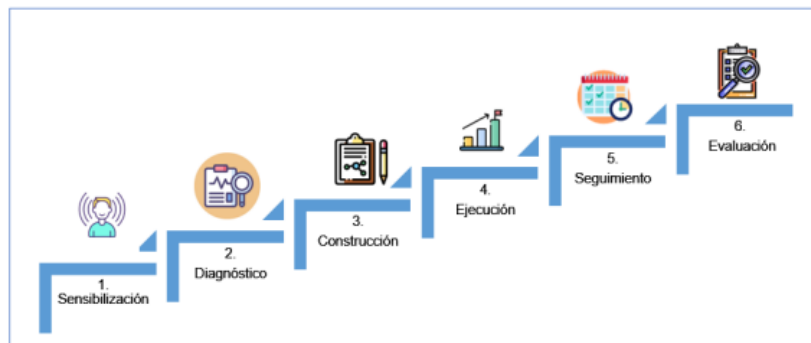 1.
Sensibilización
2.
Diagnóstico
3.
Construcción
4.
Ejecución
5.
Seguimiento
6.
Evaluación